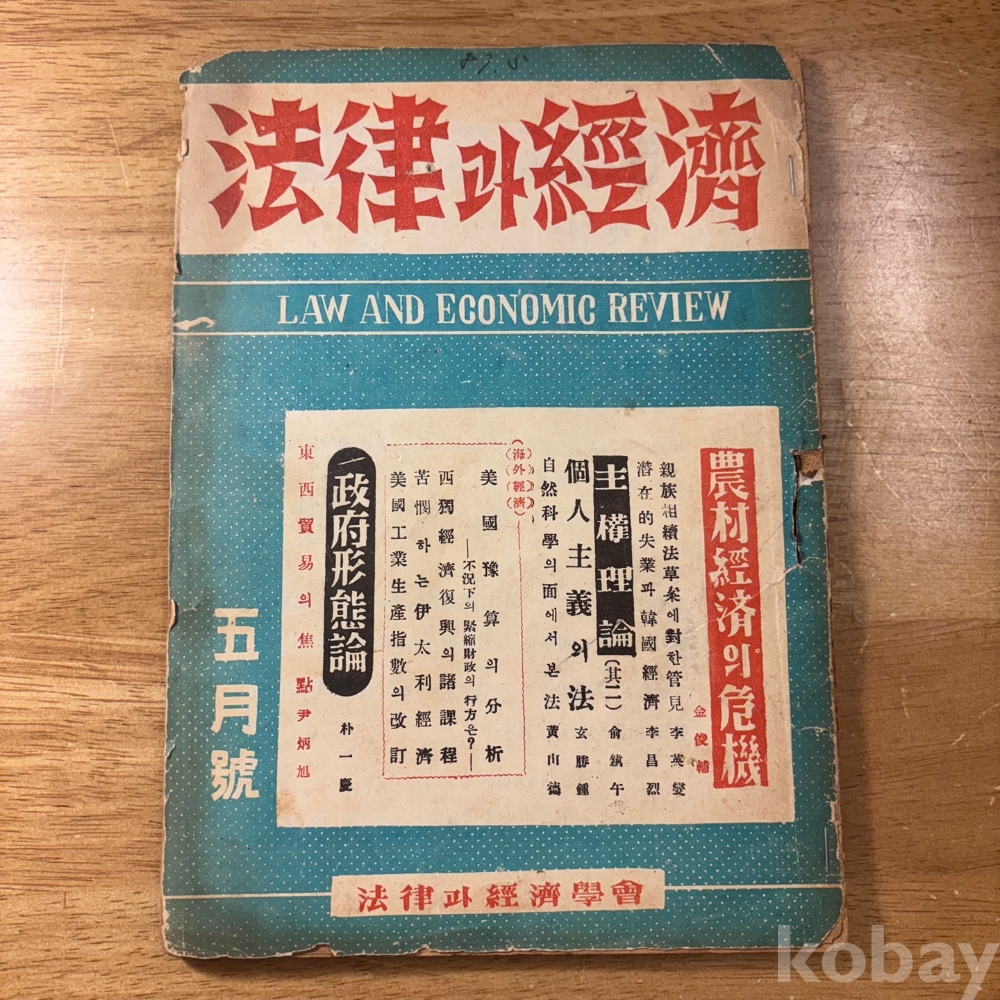 法律과經濟
LAW AND ECONOMIC REVIEW
農村經済의危機
金俊輔
親族相續法草案에對한管見 李英燮
潜在的失業과韓國經濟 李昌烈
主權理論(其二) 兪鎭午
個人主義의法 玄勝鍾
自然科學의面에서본法 黃山德
(海外經濟)
美國豫算의分析
—不況下의緊縮財政의行方은?—
西獨經濟復興의諸課程
苦憫하는伊太利經濟
美國工業生産指數의改訂
政府形態論
朴一慶
東西貿易의焦點 尹炳旭
五月號
法律과經濟學會
kobay